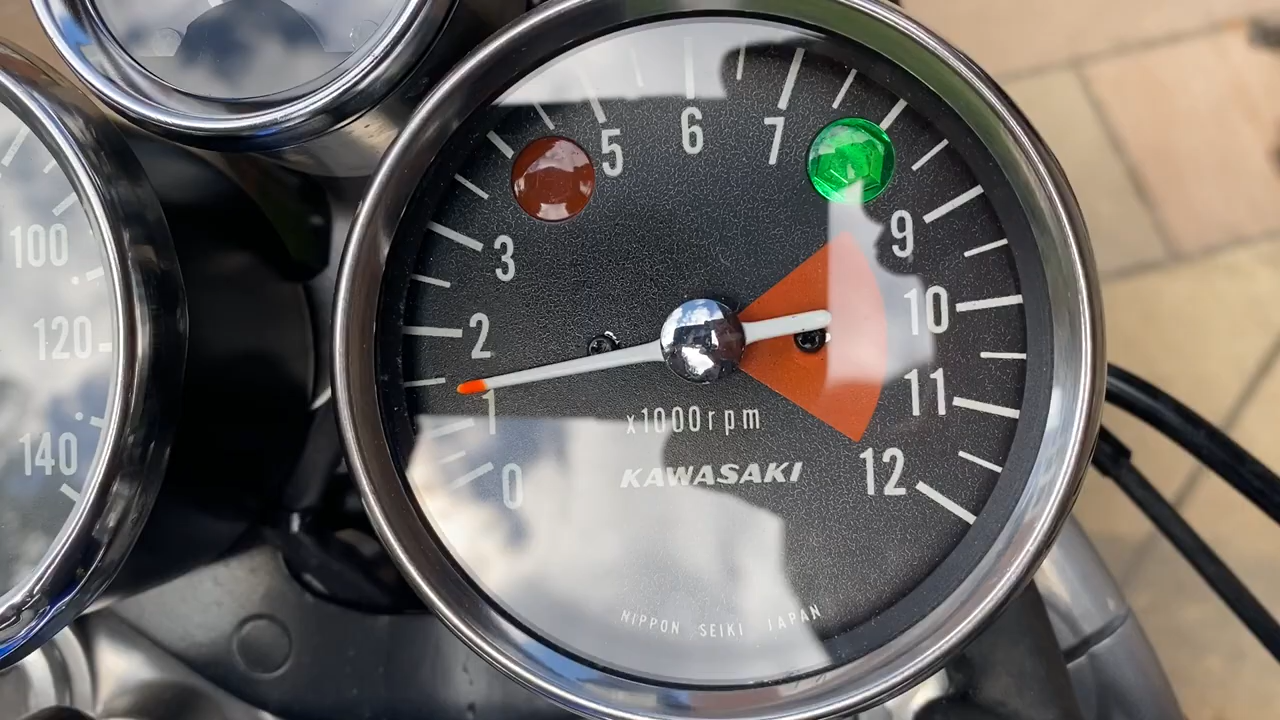 5 6 7
3 9
100 2 10
120 1 11
x1000rpm
140 0 KAWASAKI 12
NIPPON SEIKI JAPAN